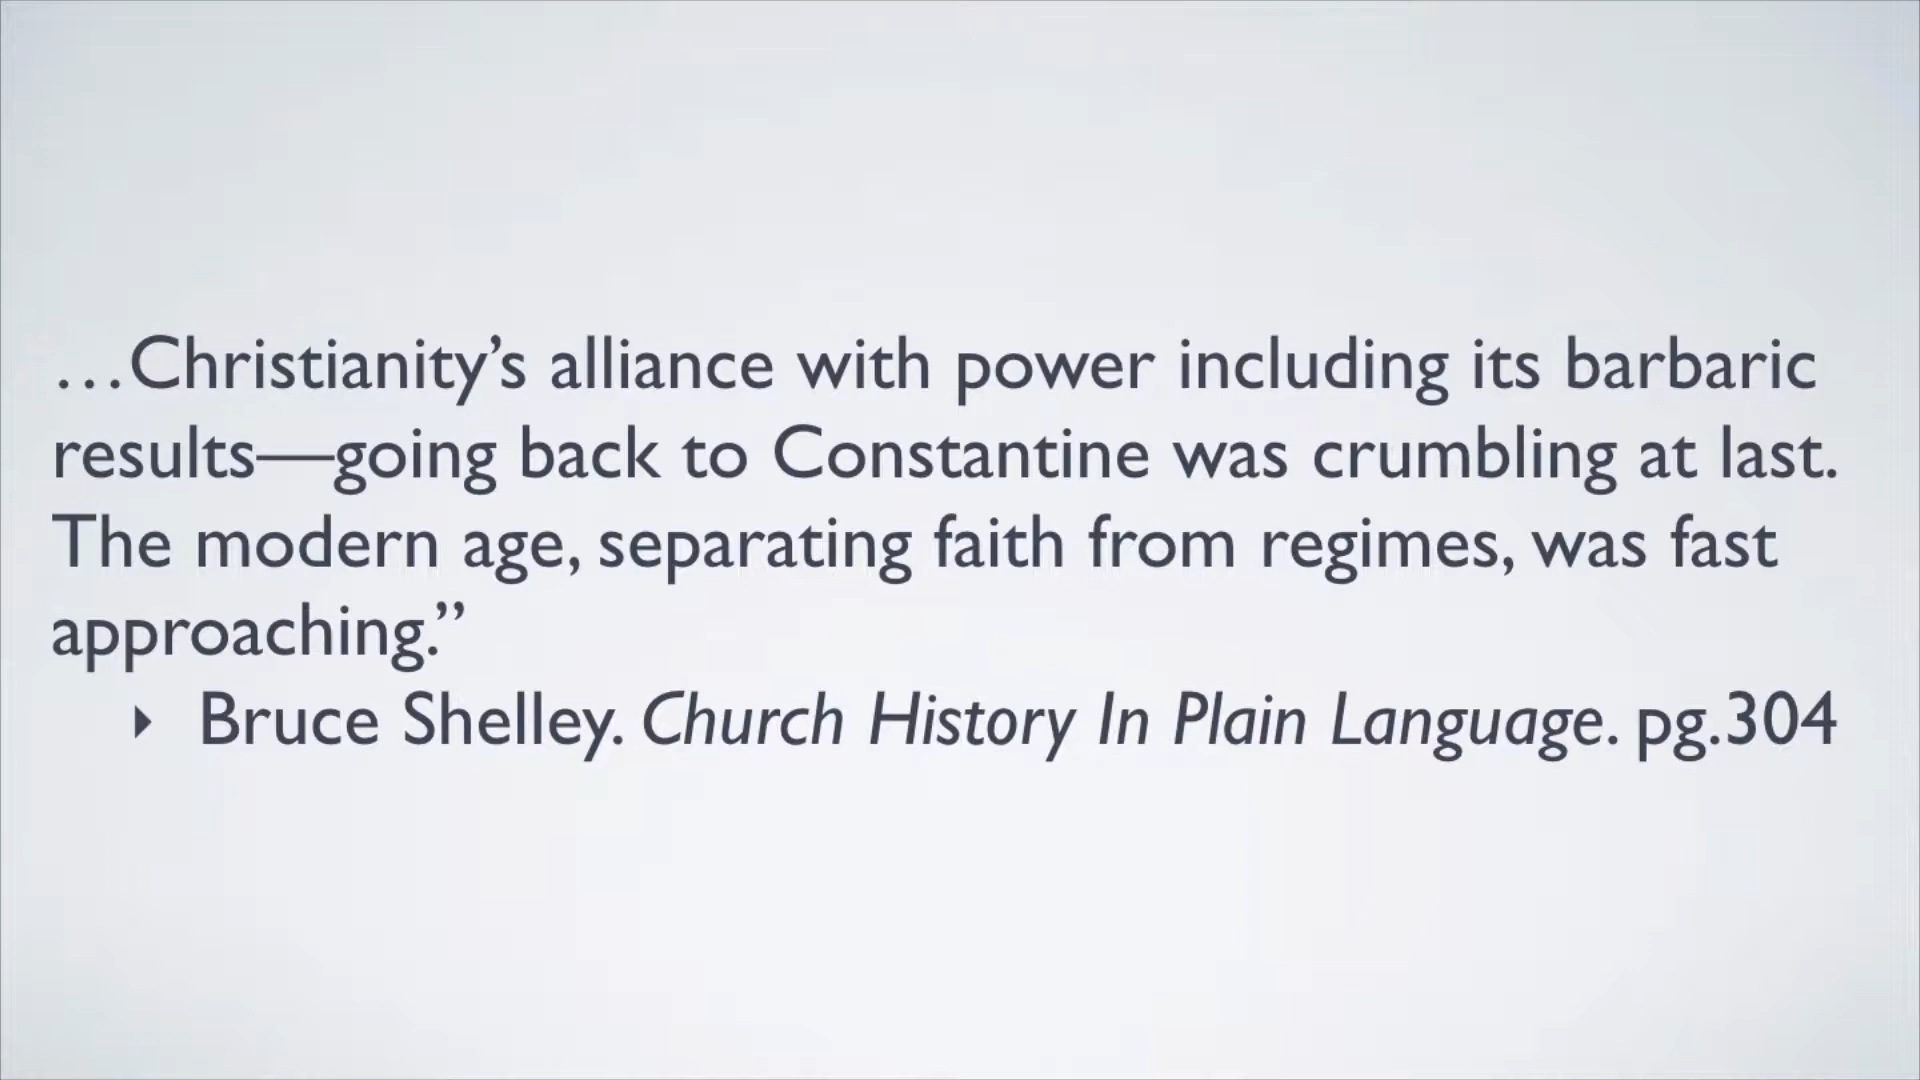 …Christianity’s alliance with power including its barbaric
results—going back to Constantine was crumbling at last.
The modern age, separating faith from regimes, was fast
approaching.”
‣ Bruce Shelley. Church History In Plain Language. pg.304